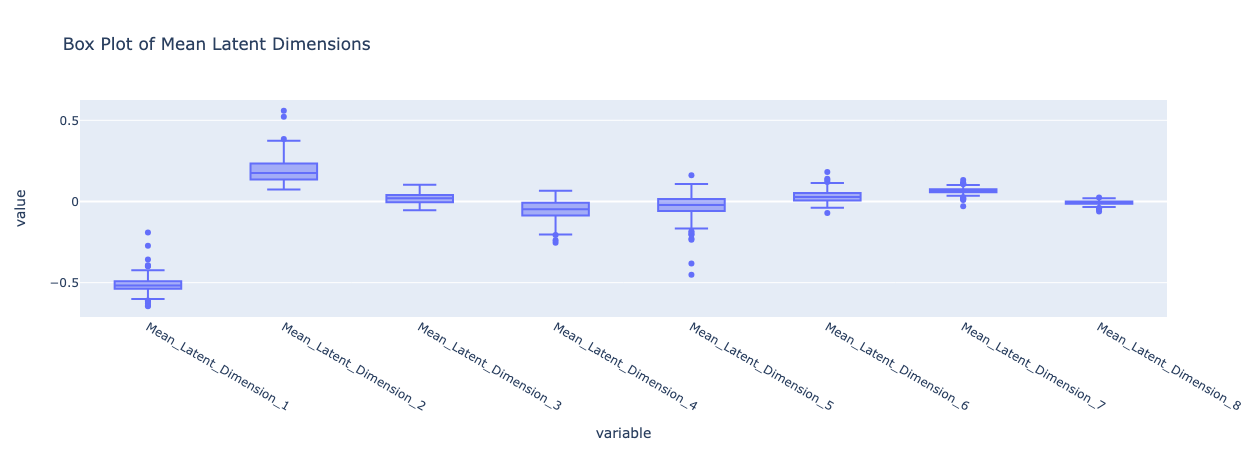 Box Plot of Mean Latent Dimensions
value
0.5
0
−0.5
Mean_Latent_Dimension_1
Mean_Latent_Dimension_2
Mean_Latent_Dimension_3
Mean_Latent_Dimension_4
Mean_Latent_Dimension_5
Mean_Latent_Dimension_6
Mean_Latent_Dimension_7
Mean_Latent_Dimension_8
variable